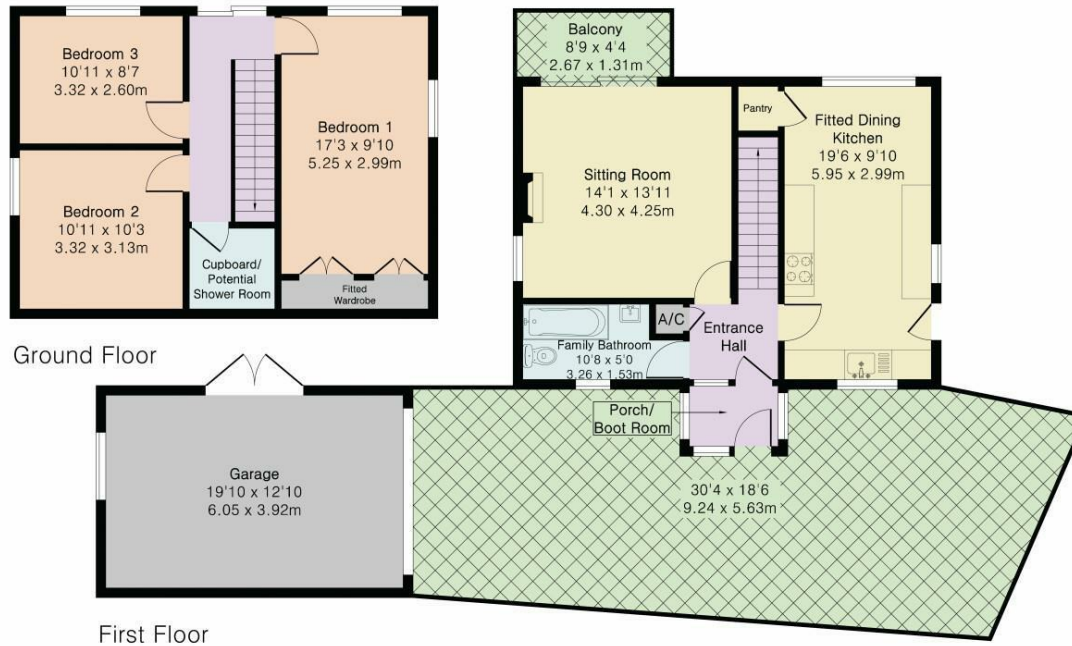 Bedroom 3
10'11 x 8'7
3.32 x 2.60m
Bedroom 1
17'3 x 9'10
5.25 x 2.99m
Bedroom 2
10'11 x 10'3
3.32 x 3.13m
Cupboard/
Potential
Shower Room
Fitted
Wardrobe
Ground Floor
Balcony
8'9 x 4'4
2.67 x 1.31m
Pantry
Fitted Dining
Kitchen
19'6 x 9'10
5.95 x 2.99m
Sitting Room
14'1 x 13'11
4.30 x 4.25m
A/C
Entrance
Hall
Family Bathroom
10'8 x 5'0
3.26 x 1.53m
Porch/
Boot Room
30'4 x 18'6
9.24 x 5.63m
Garage
19'10 x 12'10
6.05 x 3.92m
First Floor